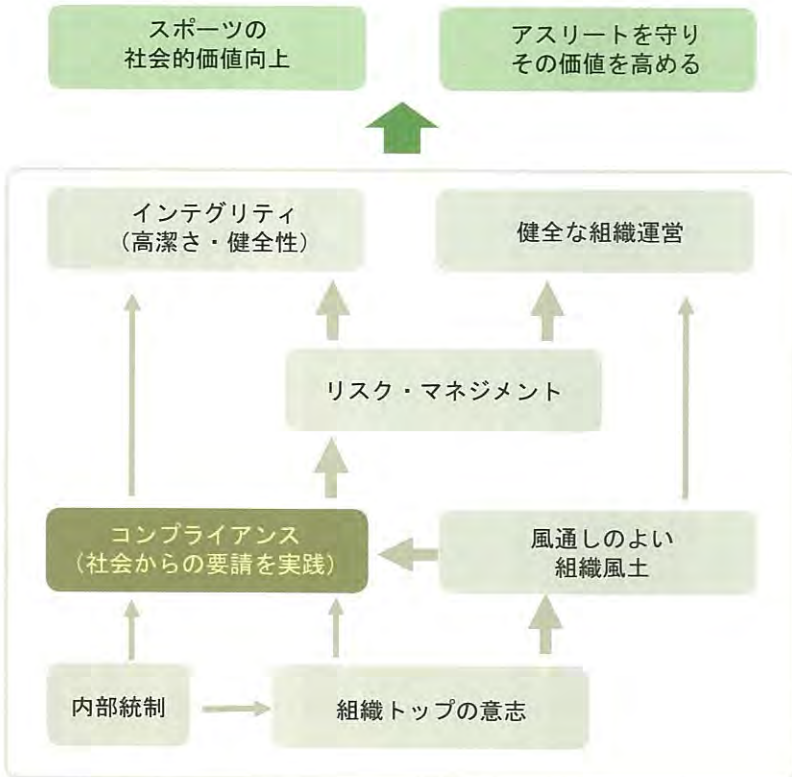 スポーツの
社会的価値向上
アスリートを守り
その価値を高める
インテグリティ
(高潔さ・健全性)
健全な組織運営
リスク・マネジメント
コンプライアンス
(社会からの要請を実践)
風通しのよい
組織風土
内部統制
組織トップの意志